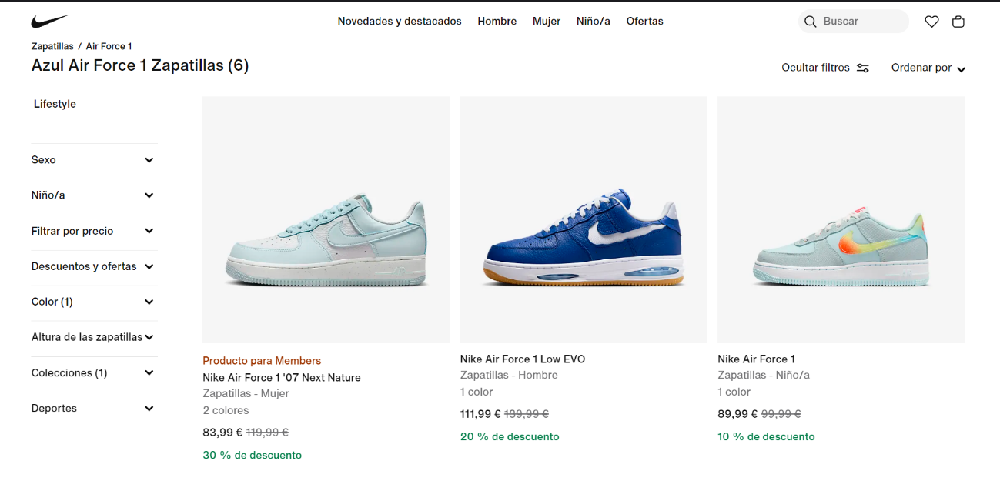 Novedades y destacados Hombre Mujer Niño/a Ofertas Buscar
Zapatillas / Air Force 1
Azul Air Force 1 Zapatillas (6)
Ocultar filtros Ordenar por
Lifestyle
Sexo
Niño/a
Filtrar por precio
Descuentos y ofertas
Color (1)
Altura de las zapatillas
Colecciones (1)
Deportes
Producto para Members
Nike Air Force 1 '07 Next Nature
Zapatillas - Mujer
2 colores
83,99 € 119,99 €
30 % de descuento
Nike Air Force 1 Low EVO
Zapatillas - Hombre
1 color
111,99 € 139,99 €
20 % de descuento
Nike Air Force 1
Zapatillas - Niño/a
1 color
89,99 € 99,99 €
10 % de descuento